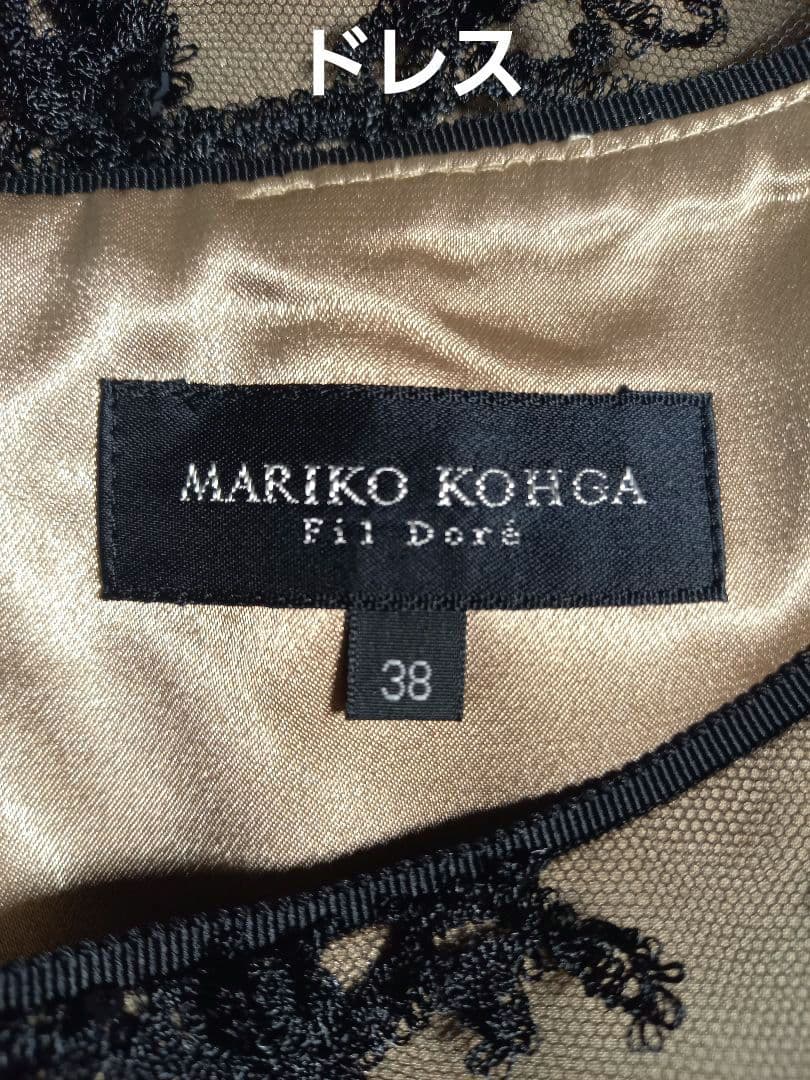 ドレス
MARIKO KOHGA
Fil Doré
38